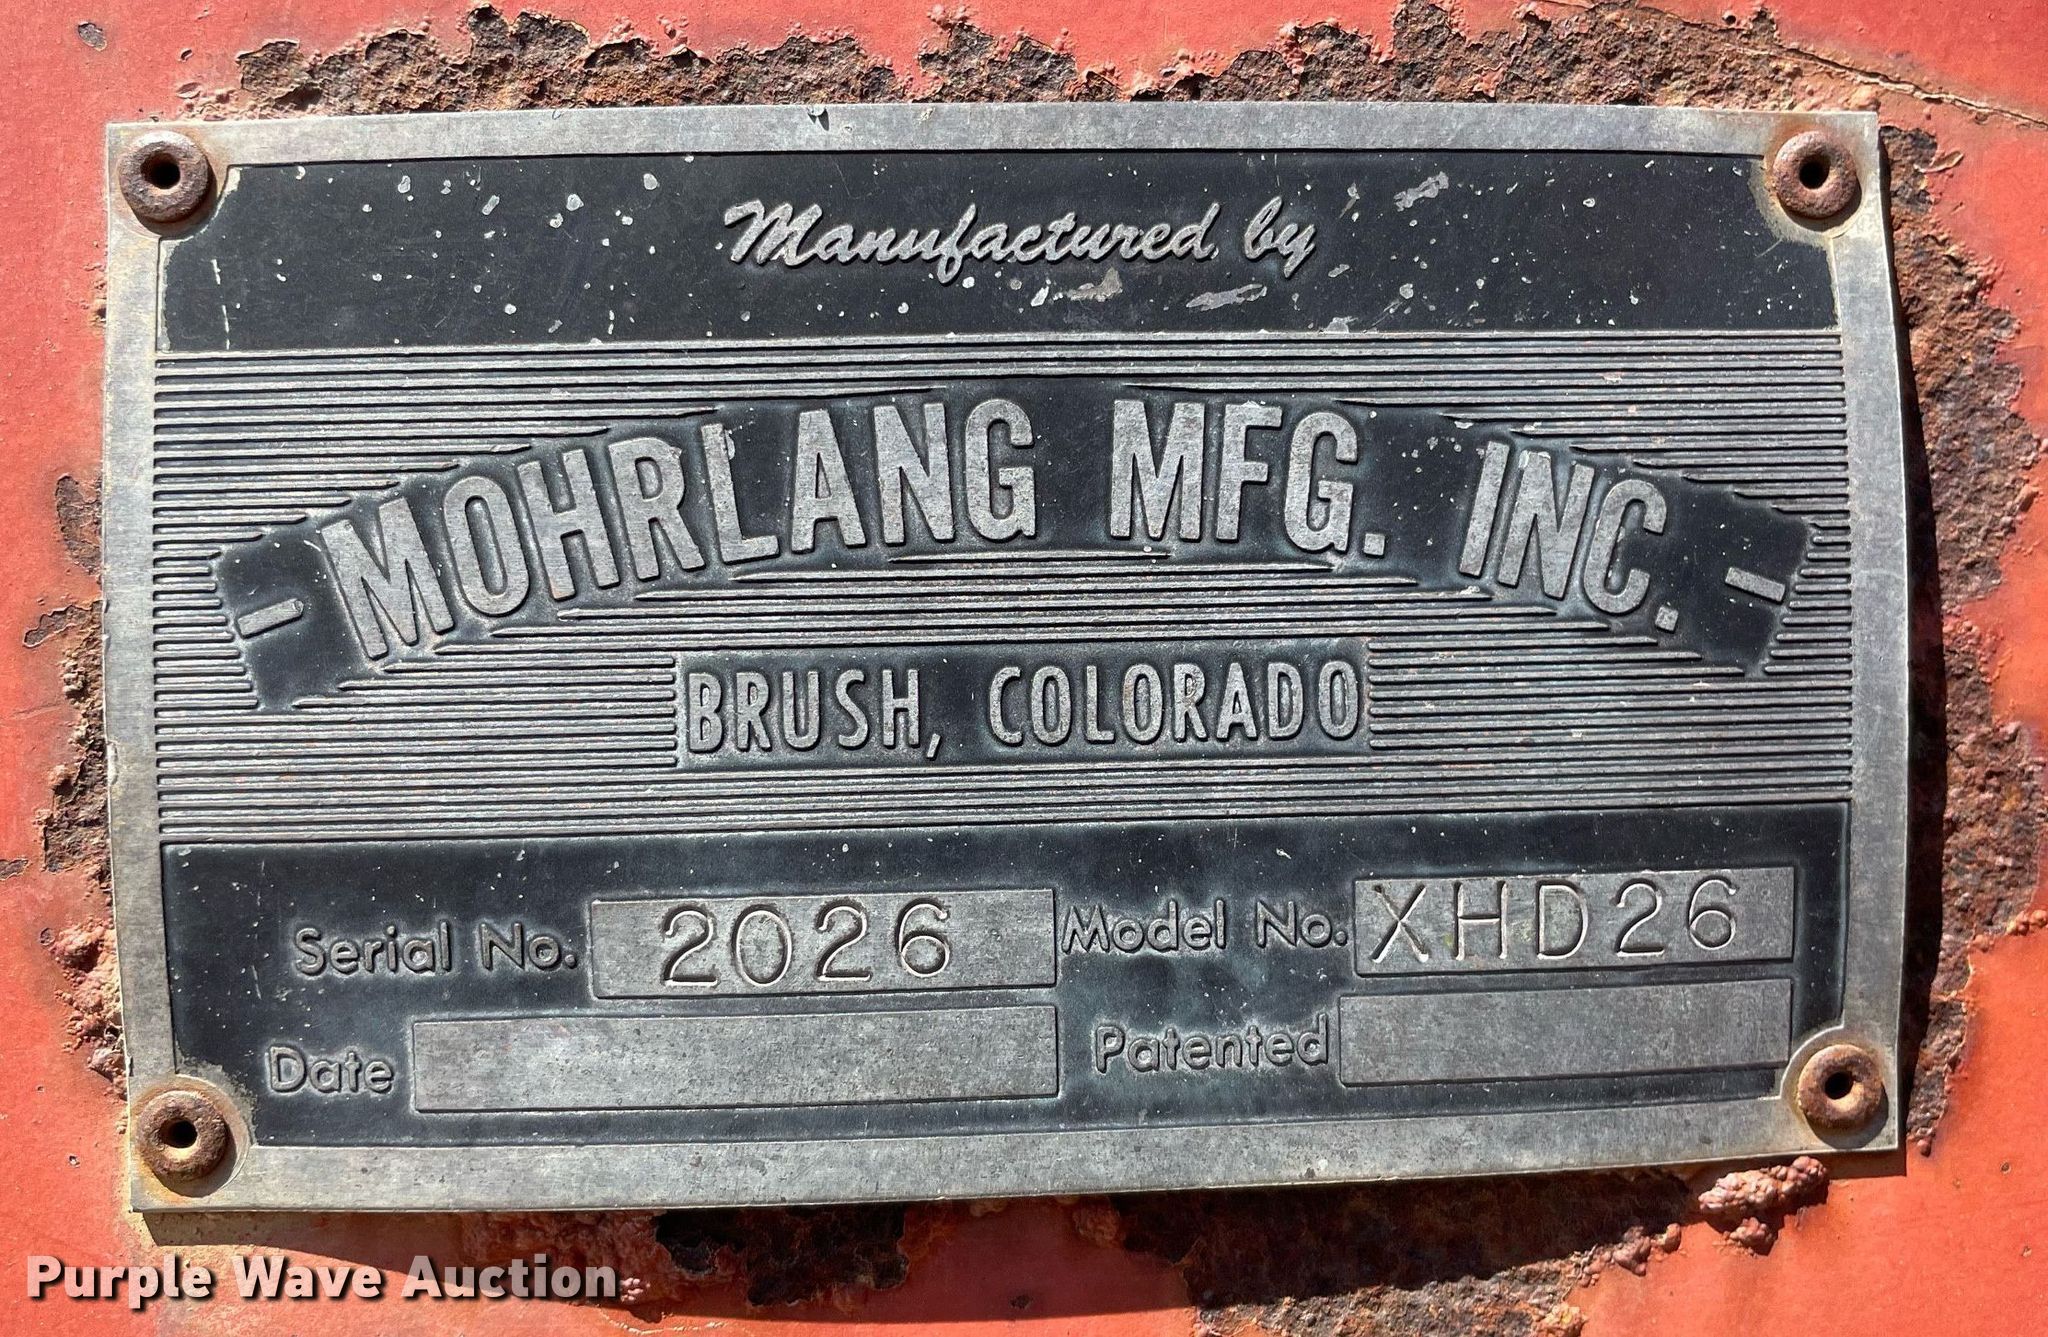 Manufactured by
- MOHRLANG MFG. INC. -
BRUSH, COLORADO
Serial No. 2026 Model No. XHD26
Date Patented
Purple Wave Auction